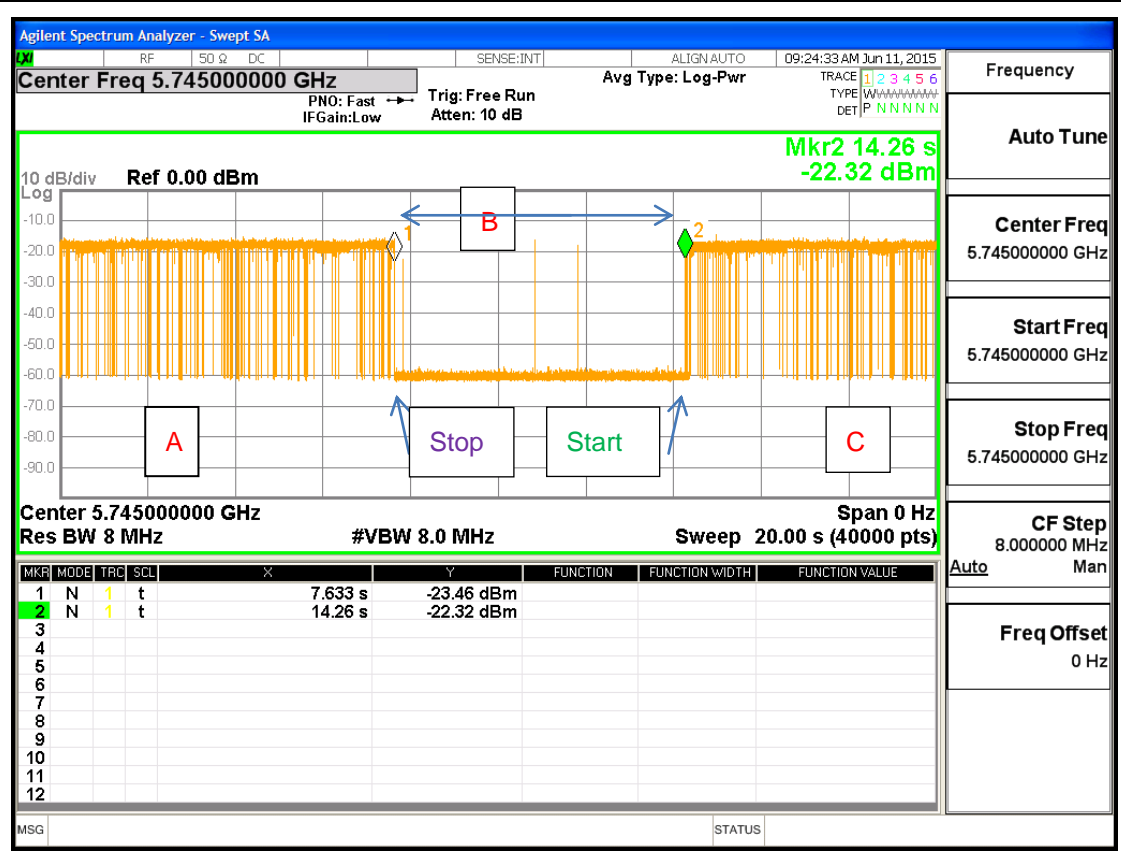 Agilent Spectrum Analyzer - Swept SA
LXI RF 50 Ω DC SENSE:INT ALIGN AUTO 09:24:33 AM Jun 11, 2015
Center Freq 5.745000000 GHz
PNO: Fast
IFGain:Low
Trig: Free Run
Atten: 10 dB
Avg Type: Log-Pwr
TRACE 1 2 3 4 5 6
TYPE WWWWWW
DET P N N N N N
Mkr2 14.26 s
-22.32 dBm
10 dB/div Ref 0.00 dBm
Log
-10.0
-20.0
-30.0
-40.0
-50.0
-60.0
-70.0
-80.0
-90.0
1
B
2
A
Stop
Start
C
Center 5.745000000 GHz Span 0 Hz
Res BW 8 MHz #VBW 8.0 MHz Sweep 20.00 s (40000 pts)
MKR MODE TRC SCL X Y FUNCTION FUNCTION WIDTH FUNCTION VALUE
1 N 1 t 7.633 s -23.46 dBm
2 N 1 t 14.26 s -22.32 dBm
3
4
5
6
7
8
9
10
11
12
MSG STATUS
Frequency
Auto Tune
Center Freq
5.745000000 GHz
Start Freq
5.745000000 GHz
Stop Freq
5.745000000 GHz
CF Step
8.000000 MHz
Auto Man
Freq Offset
0 Hz